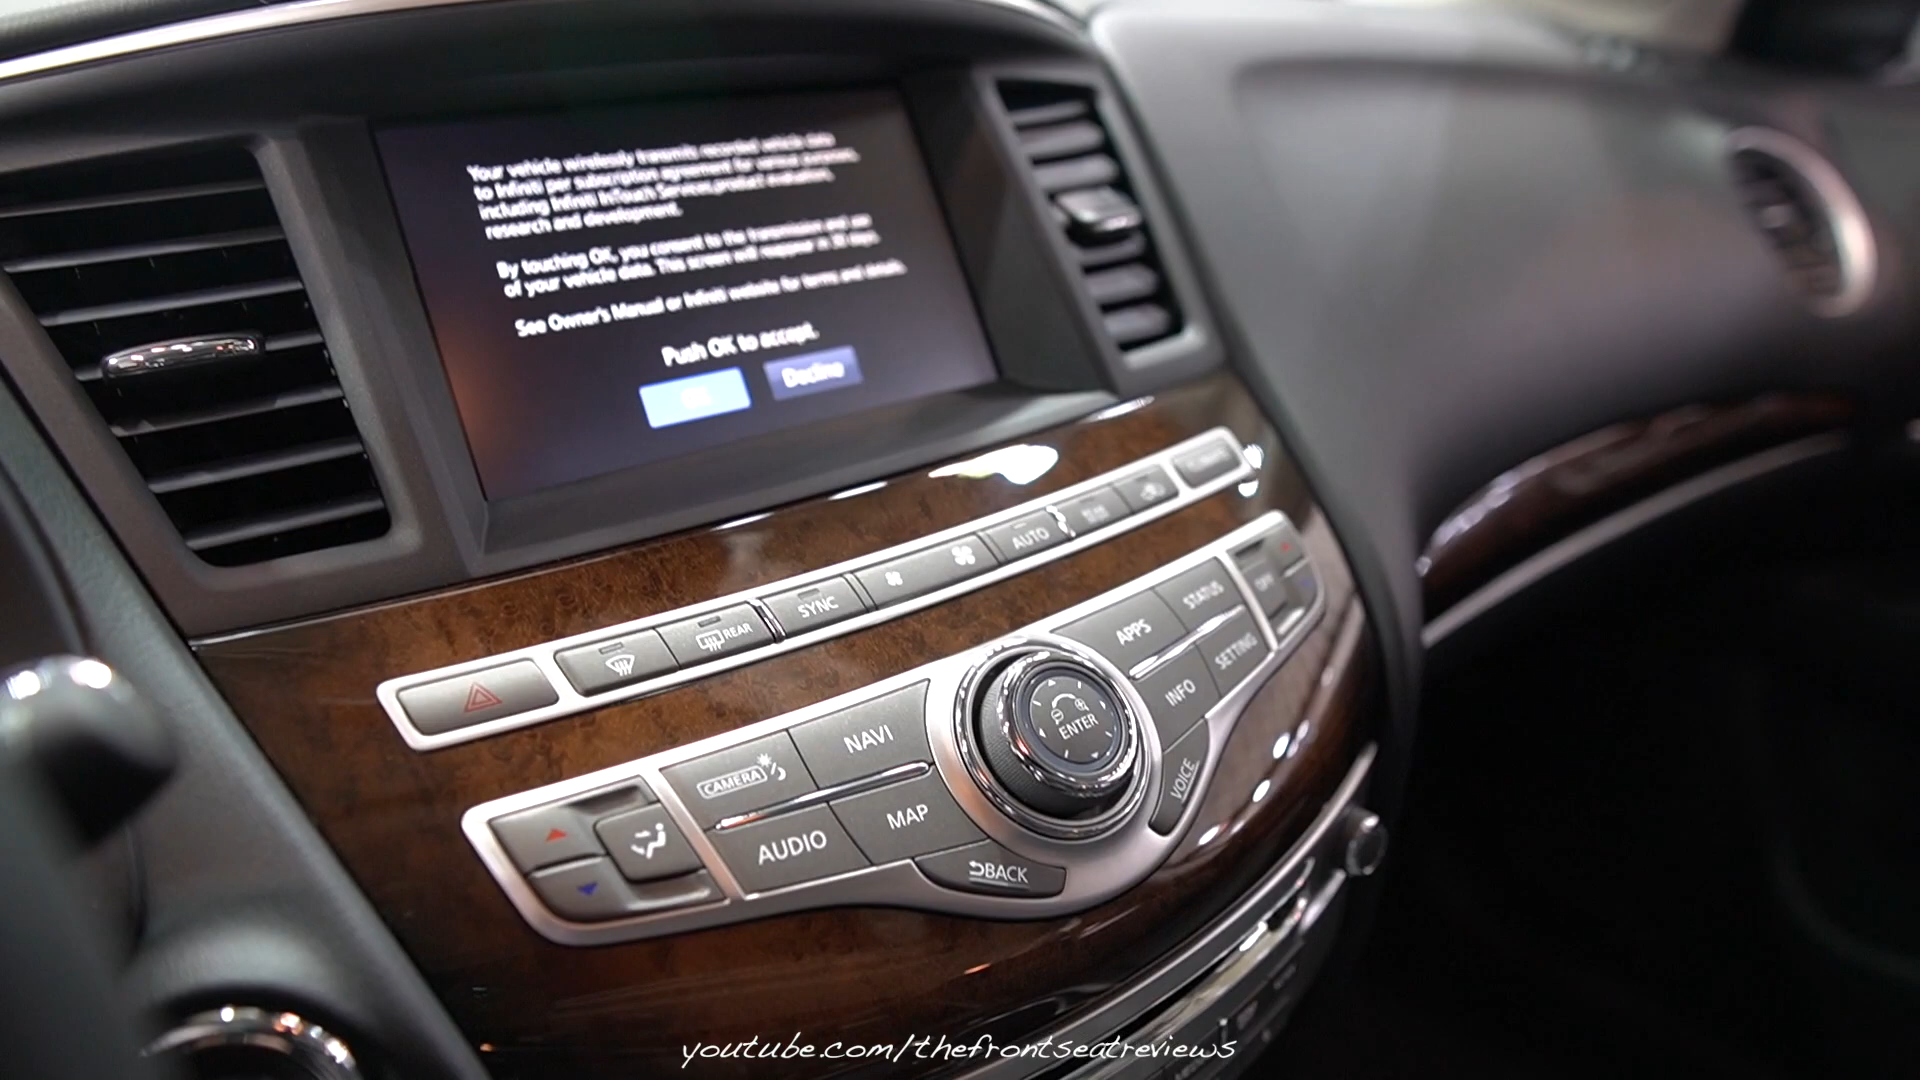 Your vehicle wirelessly transmits recorded vehicle data
to Infiniti per subscription agreement for various purposes,
including Infiniti InTouch Services, product evaluation,
research and development.
By touching OK, you consent to the transmission and use
of your vehicle data. This screen will reappear in 30 days.
See Owner's Manual or Infiniti website for terms and details.
Push OK to accept.
OK Decline
REAR
SYNC
AUTO
CAMERA
NAVI
AUDIO
MAP
BACK
ENTER
APPS
STATUS
INFO
SETTING
VOICE
OFF
youtube.com/thefrontseatreviews